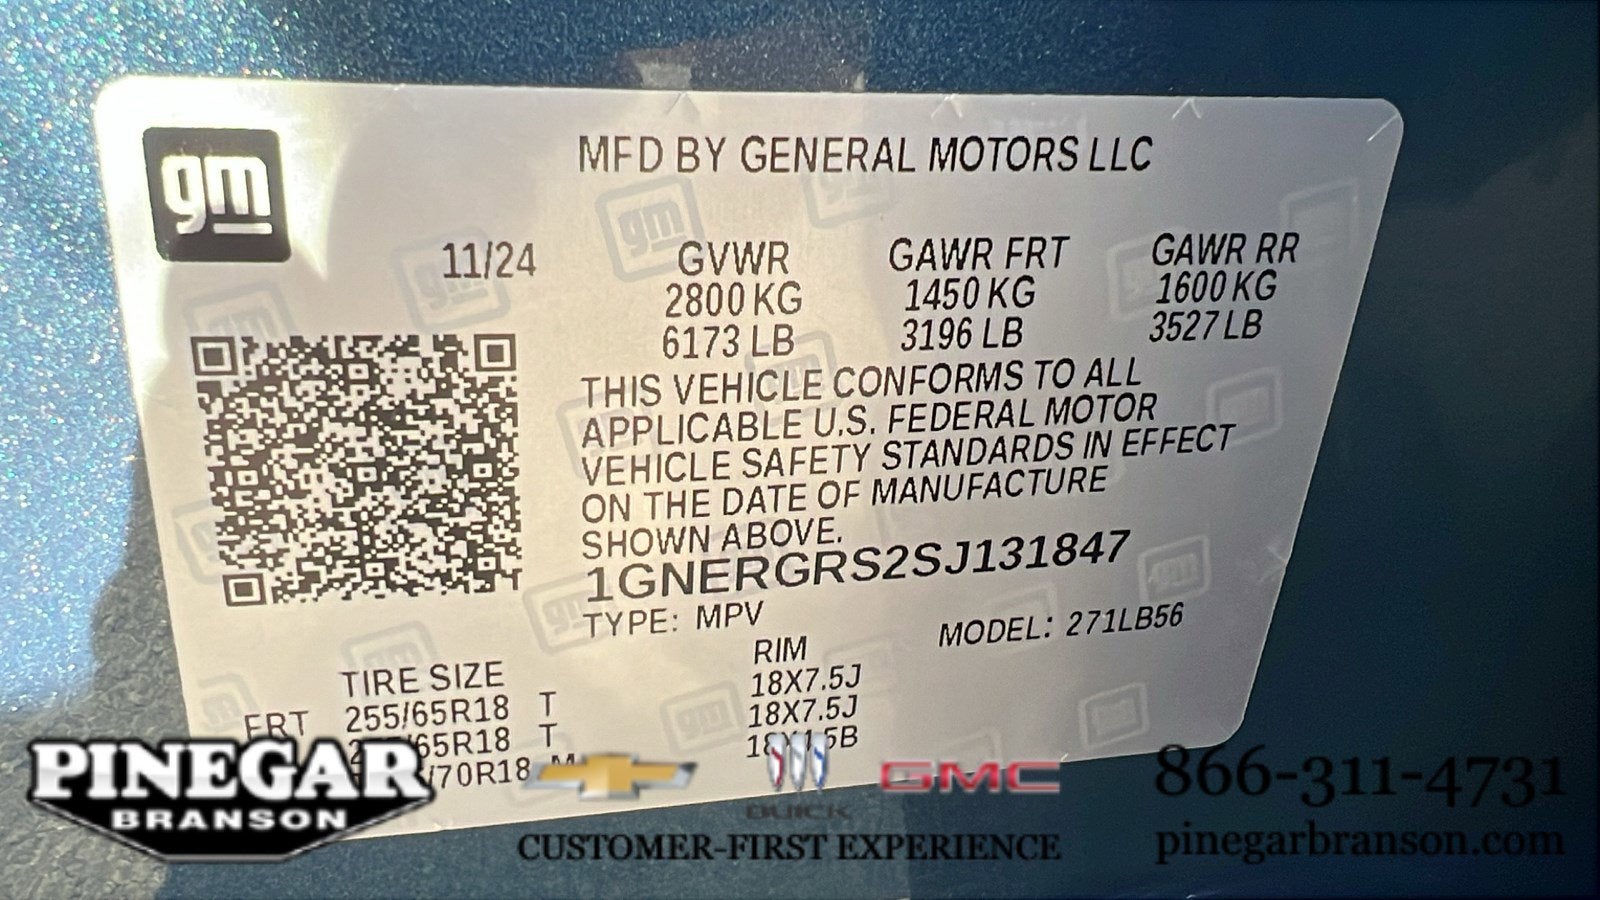 gm
MFD BY GENERAL MOTORS LLC
11/24
GVWR
2800 KG
6173 LB
GAWR FRT
1450 KG
3196 LB
GAWR RR
1600 KG
3527 LB
THIS VEHICLE CONFORMS TO ALL
APPLICABLE U.S. FEDERAL MOTOR
VEHICLE SAFETY STANDARDS IN EFFECT
ON THE DATE OF MANUFACTURE
SHOWN ABOVE.
1GNERGRS2SJ131847
TYPE: MPV
MODEL: 271LB56
TIRE SIZE
RIM
FRT 255/65R18 T 18X7.5J
65R18 T 18X7.5J
/70R18
PINEGAR
BRANSON
BUICK
GMC
CUSTOMER-FIRST EXPERIENCE
866-311-4731
pinegarbranson.com